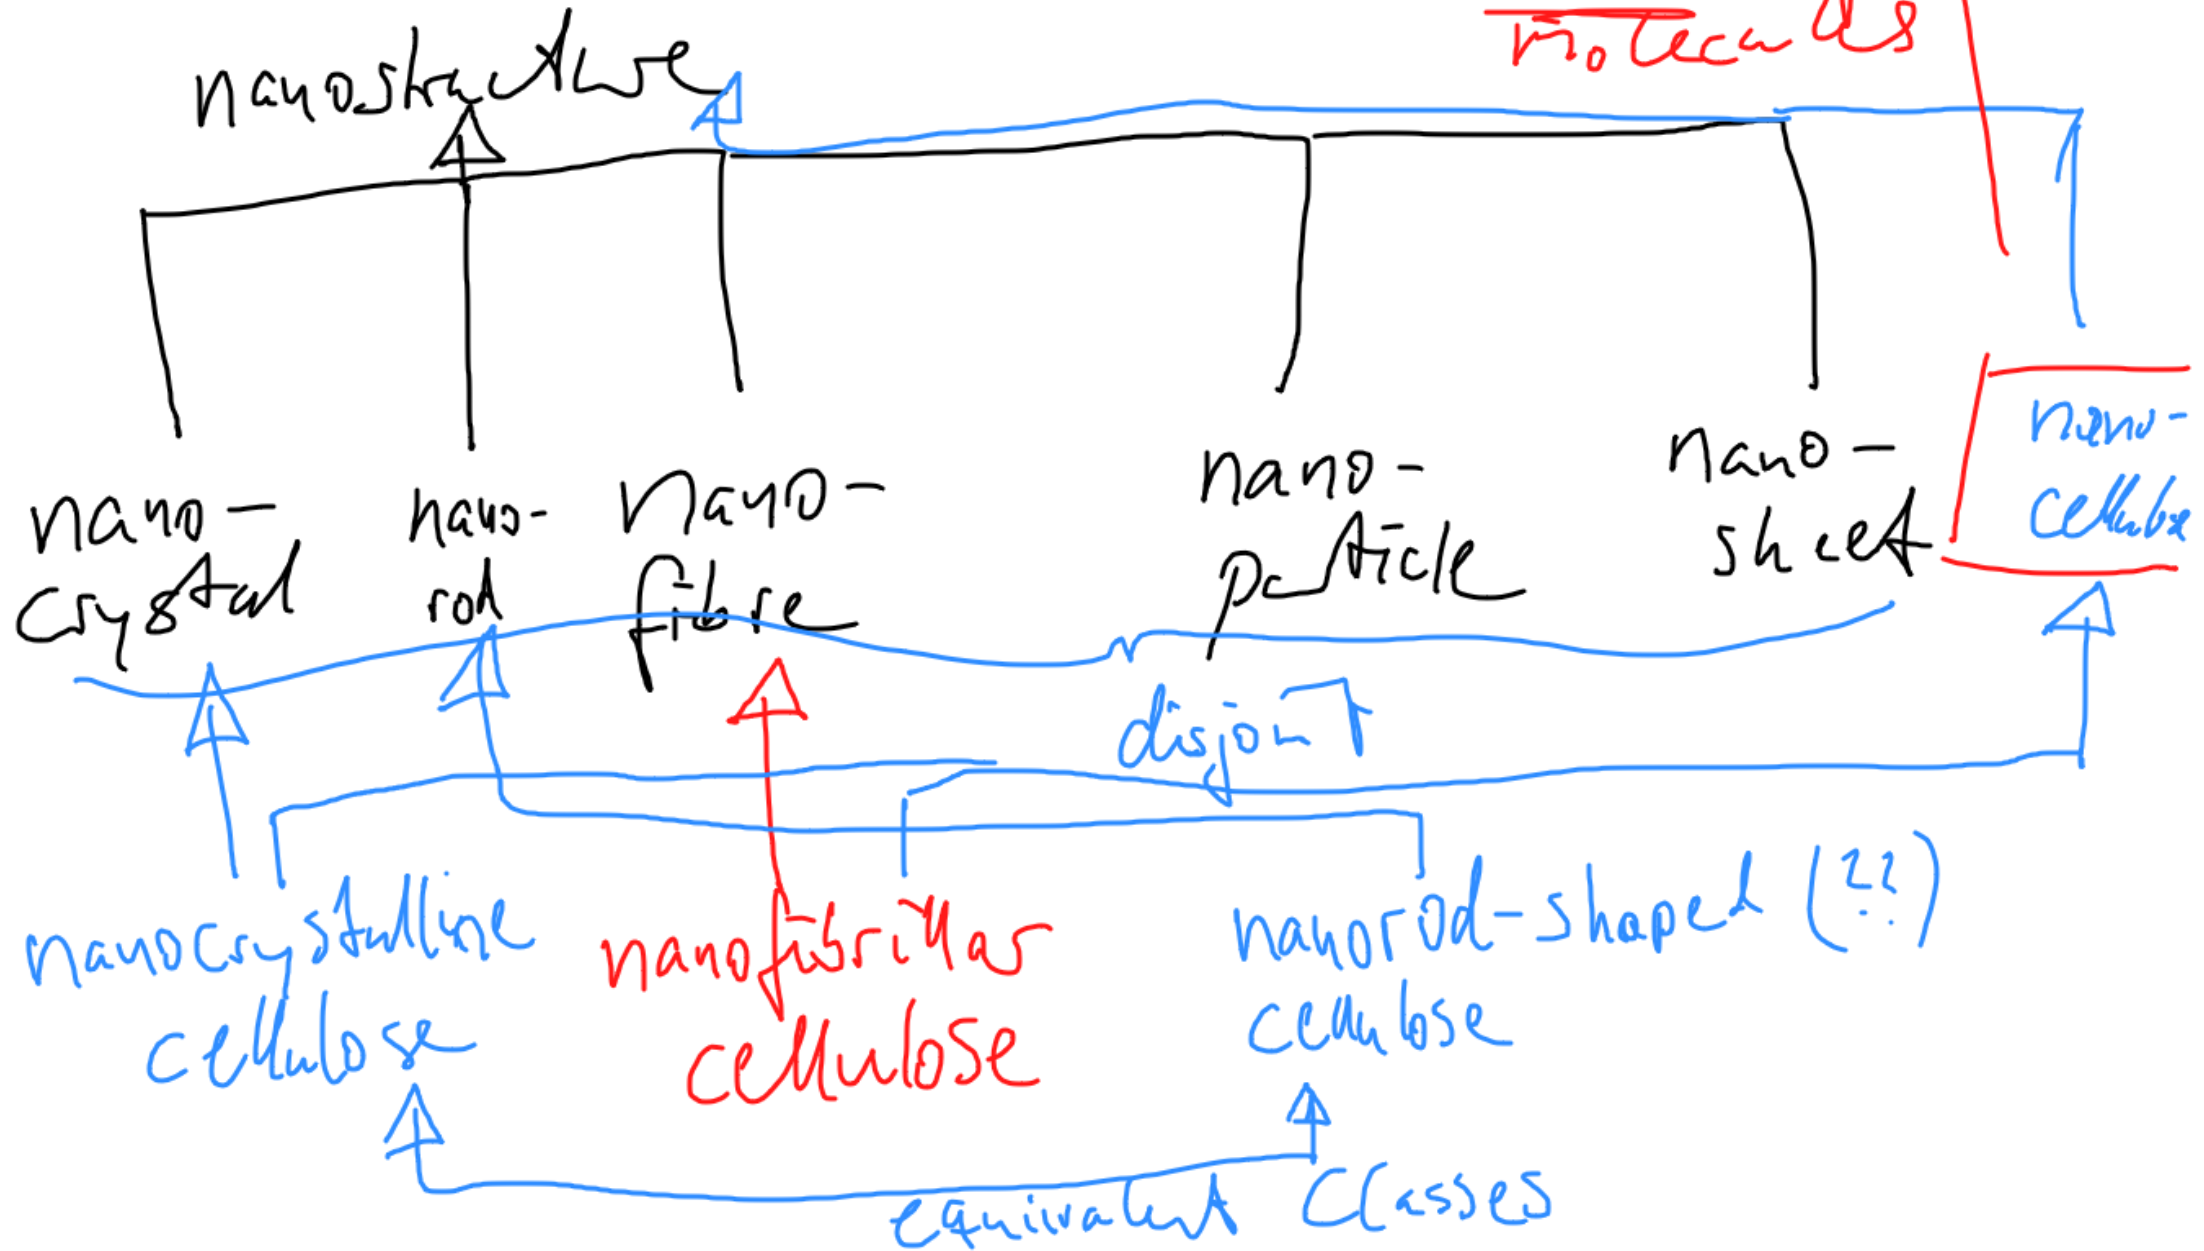 molecules
nanostructure
nano-
crystal
nano-
rod
nano-
fibre
nano-
particle
nano-
sheet
nano-
cellulose
disjoint
nanocrystalline
cellulose
nanofibrillar
cellulose
nanorod-shaped (??)
cellulose
equivalent classes